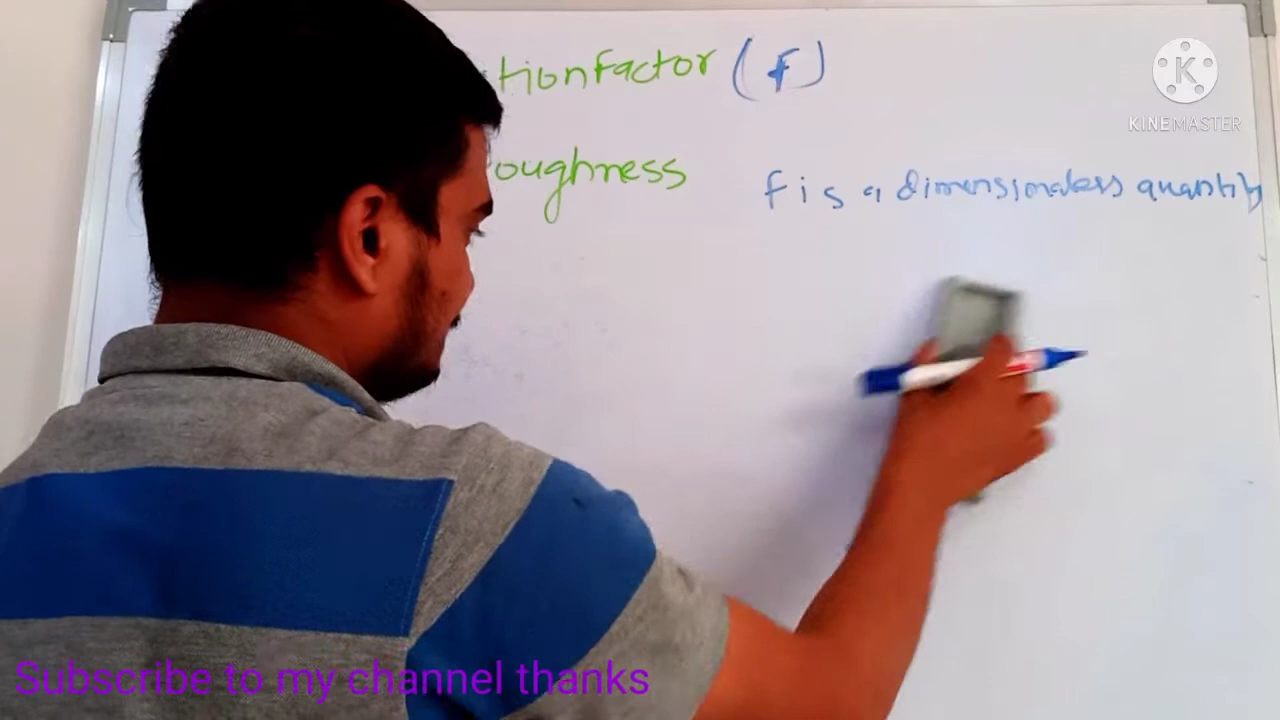 tionFactor (f)
KINEMASTER
oughness
f is a dimensionless quantity
Subscribe to my channel thanks